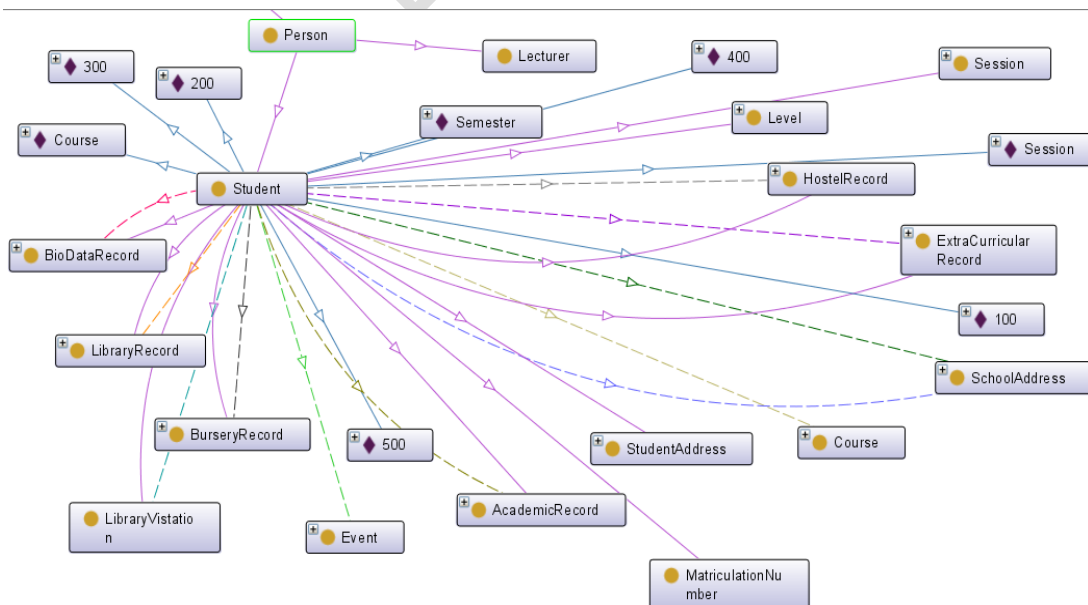 Person
Lecturer
400
Session
300
200
Course
Semester
Level
Session
Student
HostelRecord
BioDataRecord
ExtraCurricular
Record
100
LibraryRecord
SchoolAddress
BurseryRecord
500
StudentAddress
Course
LibraryVistatio
n
Event
AcademicRecord
MatriculationNu
mber